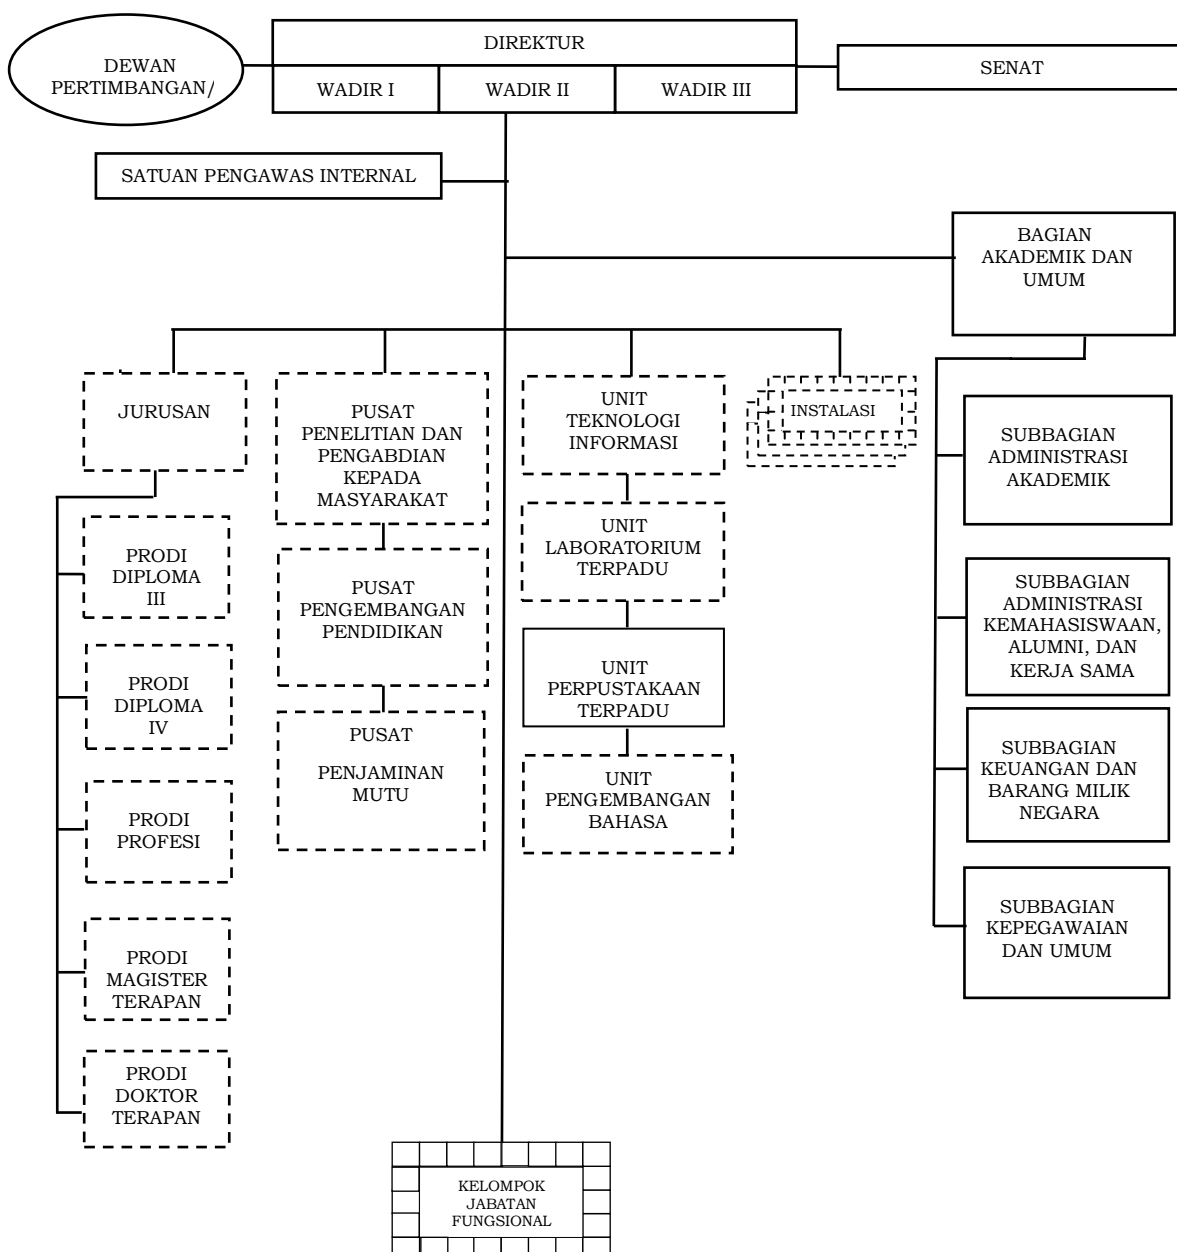 DEWAN
PERTIMBANGAN/
DIREKTUR
WADIR I
WADIR II
WADIR III
SENAT
SATUAN PENGAWAS INTERNAL
BAGIAN
AKADEMIK DAN
UMUM
JURUSAN
PUSAT
PENELITIAN DAN
PENGABDIAN
KEPADA
MASYARAKAT
UNIT
TEKNOLOGI
INFORMASI
INSTALASI
SUBBAGIAN
ADMINISTRASI
AKADEMIK
PRODI
DIPLOMA
III
PUSAT
PENGEMBANGAN
PENDIDIKAN
UNIT
LABORATORIUM
TERPADU
SUBBAGIAN
ADMINISTRASI
KEMAHASISWAAN,
ALUMNI, DAN
KERJA SAMA
PRODI
DIPLOMA
IV
PUSAT
PENJAMINAN
MUTU
UNIT
PERPUSTAKAAN
TERPADU
SUBBAGIAN
KEUANGAN DAN
BARANG MILIK
NEGARA
PRODI
PROFESI
UNIT
PENGEMBANGAN
BAHASA
SUBBAGIAN
KEPEGAWAIAN
DAN UMUM
PRODI
MAGISTER
TERAPAN
PRODI
DOKTOR
TERAPAN
KELOMPOK
JABATAN
FUNGSIONAL